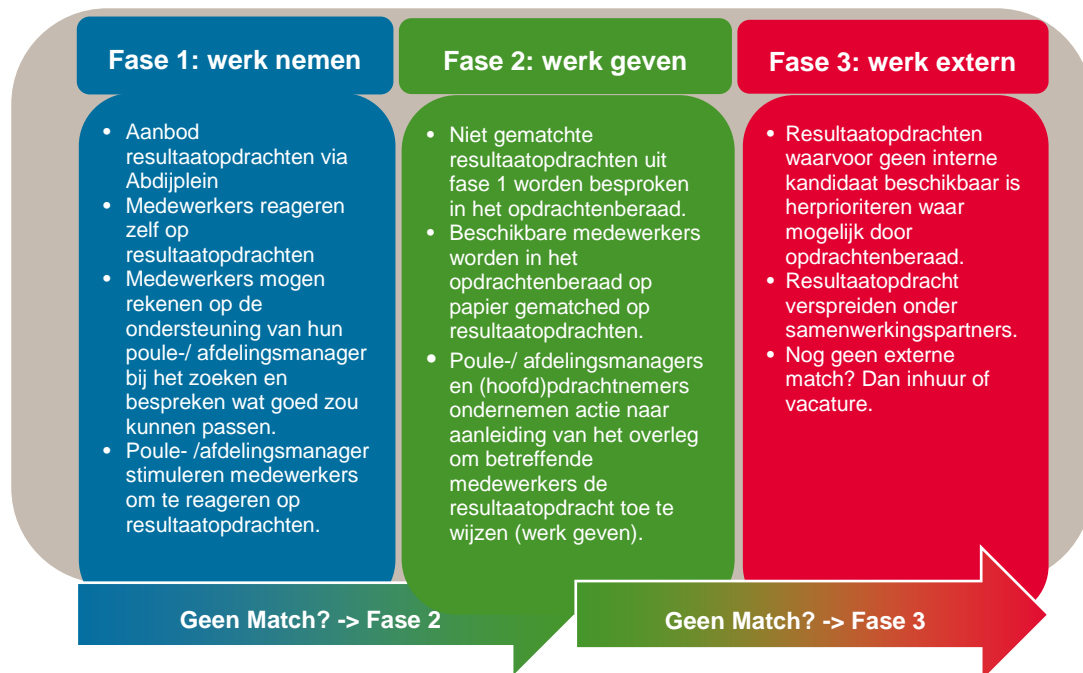 Fase 1: werk nemen
• Aanbod
resultaatopdrachten via
Abdijplein
• Medewerkers reageren
zelf op
resultaatopdrachten
• Medewerkers mogen
rekenen op de
ondersteuning van hun
poule-/ afdelingsmanager
bij het zoeken en
bespreken wat goed zou
kunnen passen.
• Poule- /afdelingsmanager
stimuleren medewerkers
om te reageren op
resultaatopdrachten.
Fase 2: werk geven
• Niet gematchte
resultaatopdrachten uit
fase 1 worden besproken
in het opdrachtenberaad.
• Beschikbare medewerkers
worden in het
opdrachtenberaad op
papier gematched op
resultaatopdrachten.
• Poule-/ afdelingsmanagers
en (hoofd)pdrachtnemers
ondernemen actie naar
aanleiding van het overleg
om betreffende
medewerkers de
resultaatopdracht toe te
wijzen (werk geven).
Fase 3: werk extern
• Resultaatopdrachten
waarvoor geen interne
kandidaat beschikbaar is
herprioriteren waar
mogelijk door
opdrachtenberaad.
• Resultaatopdracht
verspreiden onder
samenwerkingspartners.
• Nog geen externe
match? Dan inhuur of
vacature.
Geen Match? -> Fase 2
Geen Match? -> Fase 3